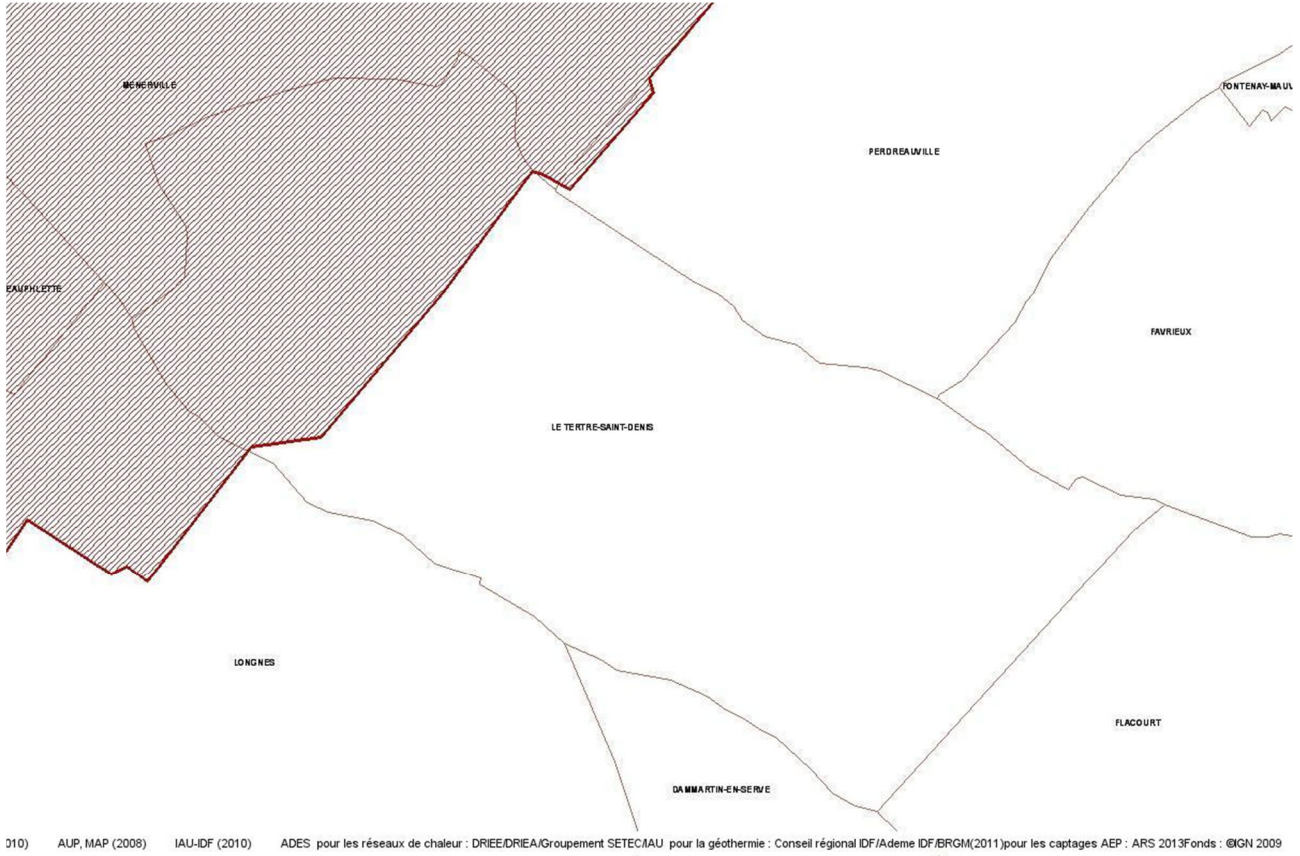 MENERVILLE
FONTENAY-MAUV
PERDREAUVILLE
EAUPHLETTE
FAVRIEUX
LE TERTRE-SAINT-DENIS
LONGNES
FLACOURT
DAMMARTIN-EN-SERVE
010) AUP, MAP (2008) IAU-IDF (2010) ADES pour les réseaux de chaleur : DRIEE/DRIEA/Groupement SETEC/IAU pour la géothermie : Conseil régional IDF/Ademe IDF/BRGM(2011)pour les captages AEP : ARS 2013Fonds : ©IGN 2009